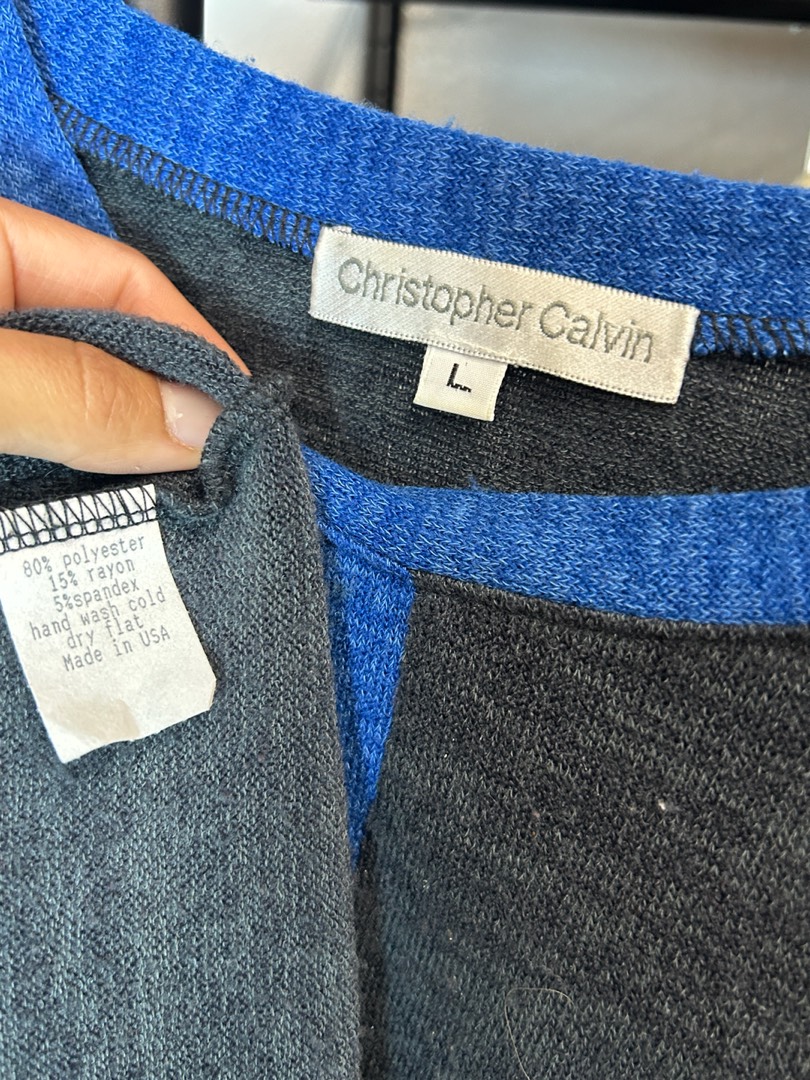 Christopher Calvin
L
80% polyester
15% rayon
5%spandex
hand wash cold
dry flat
Made in USA